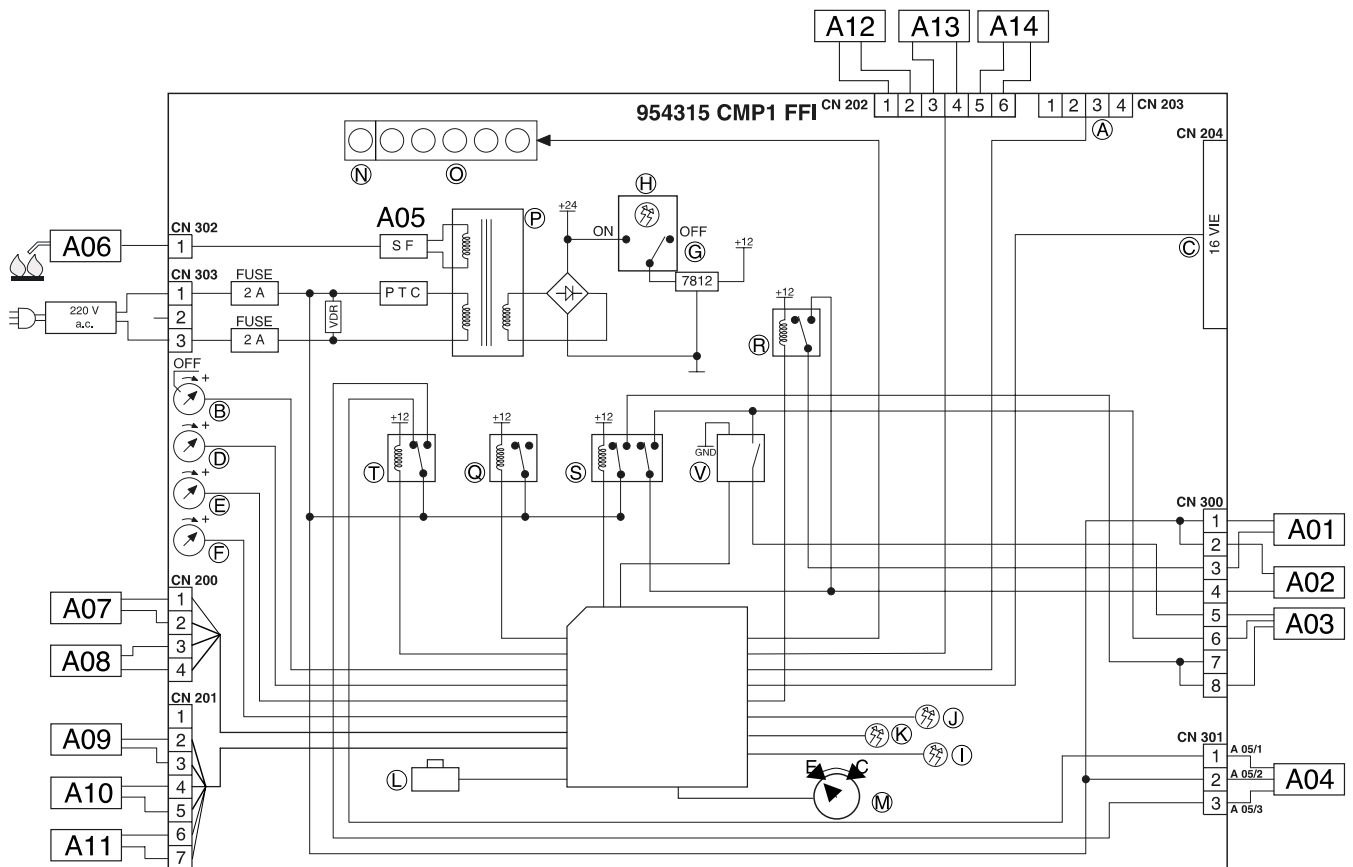 A12 A13 A14
954315 CMP1 FFI CN 202 1 2 3 4 5 6 1 2 3 4 CN 203
A
CN 204
N O
H
A05 P +24
CN 302 ON OFF
A06 1 S F G +12
C 16 VIE
CN 303 FUSE
1 2 A P T C 7812
220 V
a.c.
2 VDR +12
FUSE
3 2 A
R
OFF
+
B
+12 +12 +12
+
D GND
T Q S V
+
E CN 300
+ 1 A01
F 2
3
CN 200 4 A02
A07 1 5
2 6 A03
A08 3 7
4 8
CN 201
1 J
A09 2 K CN 301
3 I 1 A 05/1
A10 4 L E C 2 A 05/2 A04
5 M 3 A 05/3
6
A11 7